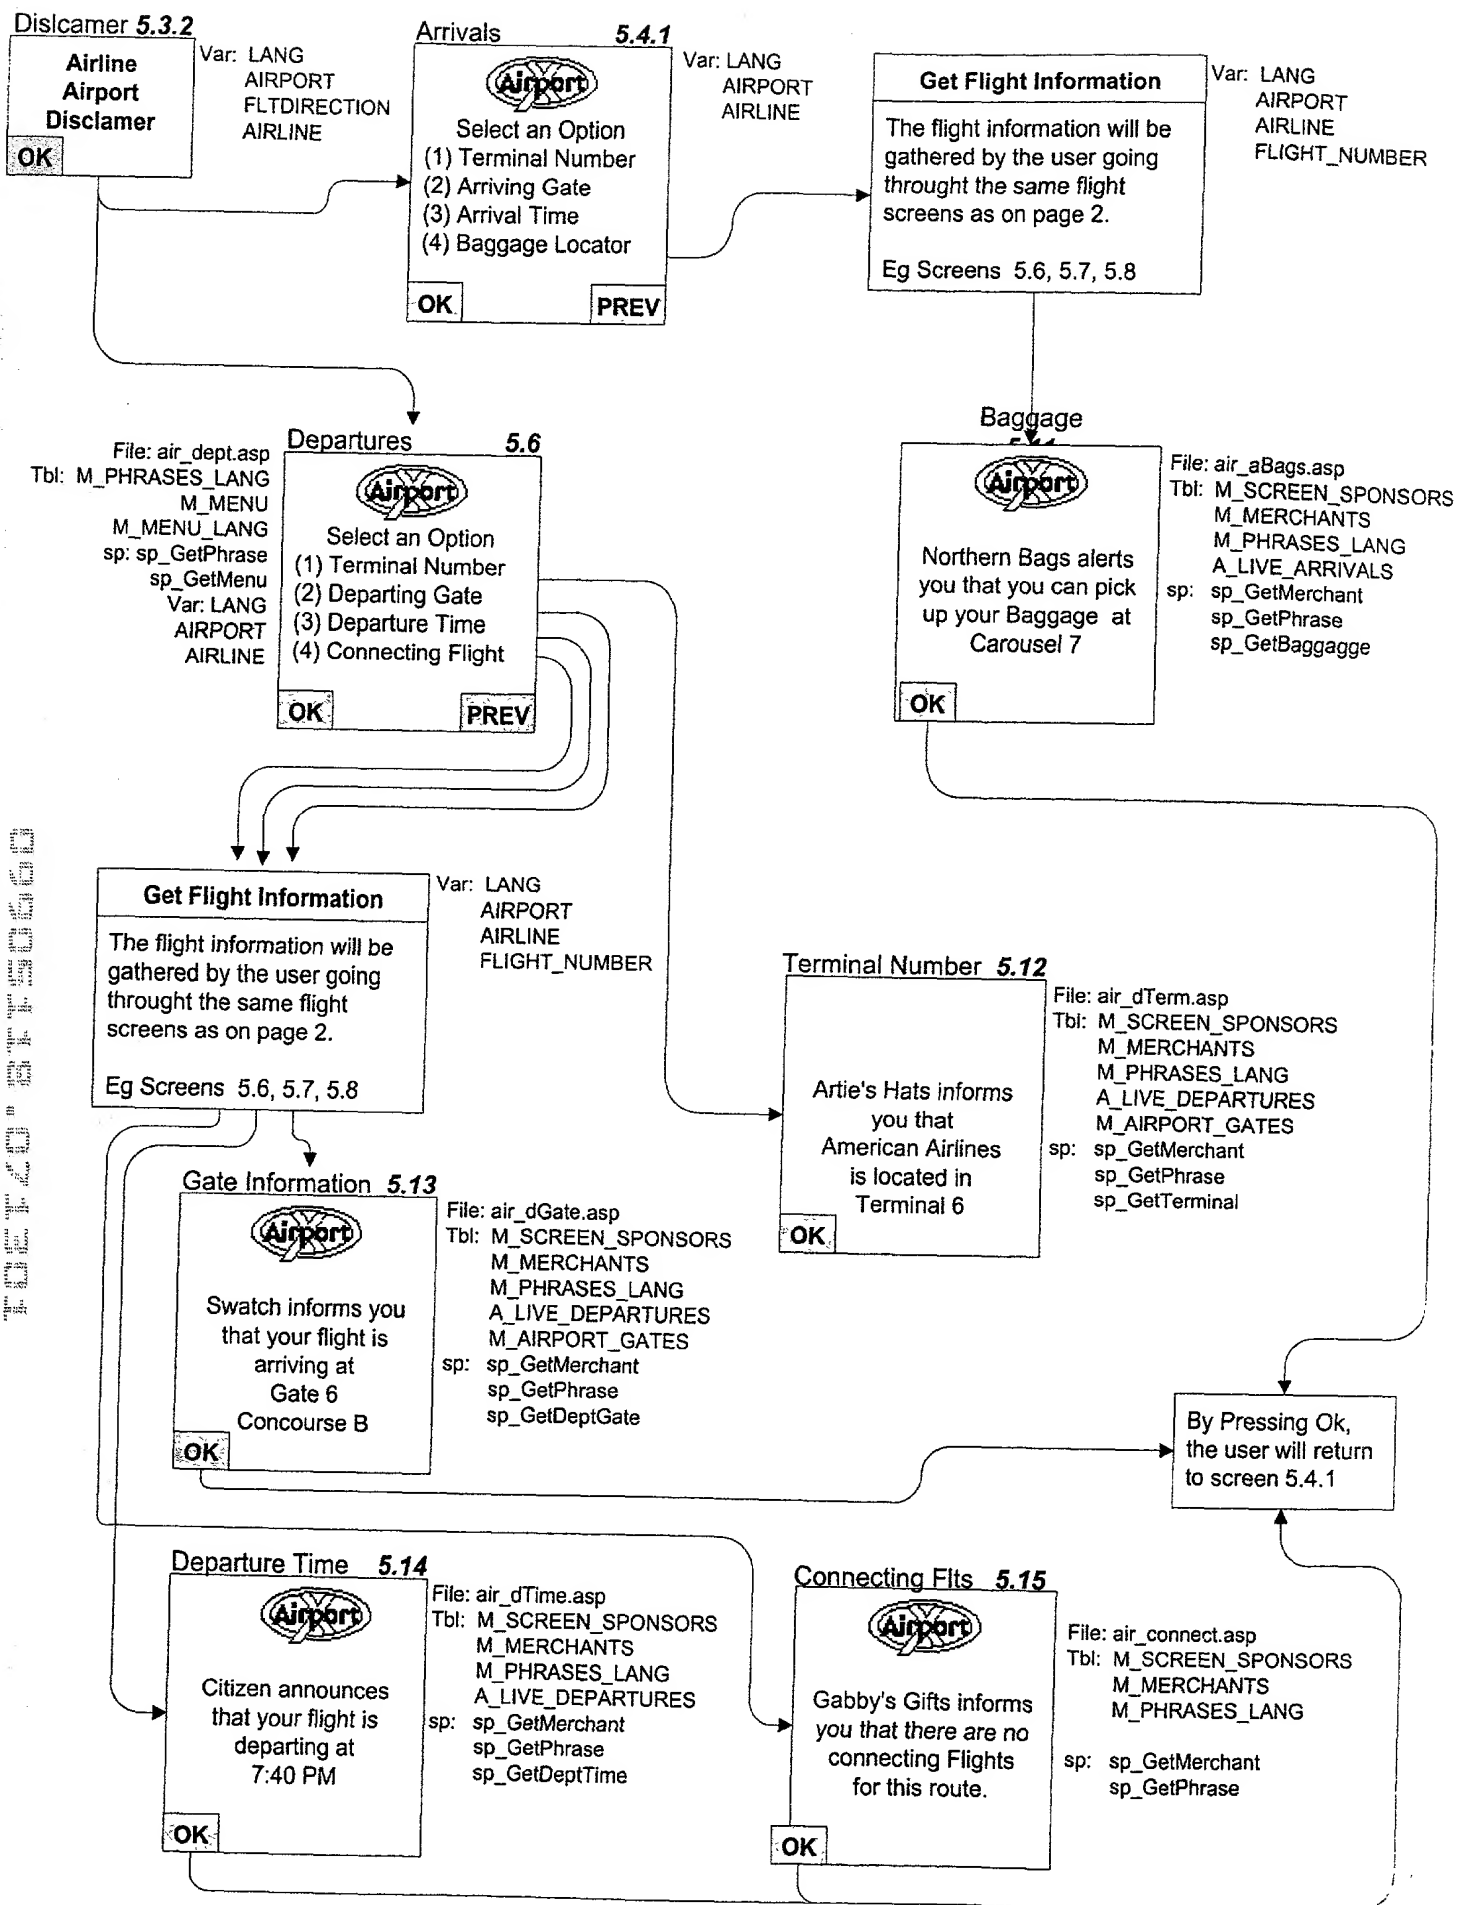 Dislcamer 5.3.2
Airline
Airport
Disclamer
OK
Var: LANG
AIRPORT
FLTDIRECTION
AIRLINE
Arrivals 5.4.1
Airport
Select an Option
(1) Terminal Number
(2) Arriving Gate
(3) Arrival Time
(4) Baggage Locator
OK PREV
Var: LANG
AIRPORT
AIRLINE
Get Flight Information
The flight information will be
gathered by the user going
throught the same flight
screens as on page 2.
Eg Screens 5.6, 5.7, 5.8
Var: LANG
AIRPORT
AIRLINE
FLIGHT_NUMBER
File: air_dept.asp
Tbl: M_PHRASES_LANG
M_MENU
M_MENU_LANG
sp: sp_GetPhrase
sp_GetMenu
Var: LANG
AIRPORT
AIRLINE
Departures 5.6
Airport
Select an Option
(1) Terminal Number
(2) Departing Gate
(3) Departure Time
(4) Connecting Flight
OK PREV
Baggage
Airport
Northern Bags alerts
you that you can pick
up your Baggage at
Carousel 7
OK
File: air_aBags.asp
Tbl: M_SCREEN_SPONSORS
M_MERCHANTS
M_PHRASES_LANG
A_LIVE_ARRIVALS
sp: sp_GetMerchant
sp_GetPhrase
sp_GetBaggagge
Get Flight Information
The flight information will be
gathered by the user going
throught the same flight
screens as on page 2.
Eg Screens 5.6, 5.7, 5.8
Var: LANG
AIRPORT
AIRLINE
FLIGHT_NUMBER
Terminal Number 5.12
Artie's Hats informs
you that
American Airlines
is located in
Terminal 6
OK
File: air_dTerm.asp
Tbl: M_SCREEN_SPONSORS
M_MERCHANTS
M_PHRASES_LANG
A_LIVE_DEPARTURES
M_AIRPORT_GATES
sp: sp_GetMerchant
sp_GetPhrase
sp_GetTerminal
Gate Information 5.13
Airport
Swatch informs you
that your flight is
arriving at
Gate 6
Concourse B
OK
File: air_dGate.asp
Tbl: M_SCREEN_SPONSORS
M_MERCHANTS
M_PHRASES_LANG
A_LIVE_DEPARTURES
M_AIRPORT_GATES
sp: sp_GetMerchant
sp_GetPhrase
sp_GetDeptGate
By Pressing Ok,
the user will return
to screen 5.4.1
Departure Time 5.14
Airport
Citizen announces
that your flight is
departing at
7:40 PM
OK
File: air_dTime.asp
Tbl: M_SCREEN_SPONSORS
M_MERCHANTS
M_PHRASES_LANG
A_LIVE_DEPARTURES
sp: sp_GetMerchant
sp_GetPhrase
sp_GetDeptTime
Connecting Flts 5.15
Airport
Gabby's Gifts informs
you that there are no
connecting Flights
for this route.
OK
File: air_connect.asp
Tbl: M_SCREEN_SPONSORS
M_MERCHANTS
M_PHRASES_LANG
sp: sp_GetMerchant
sp_GetPhrase